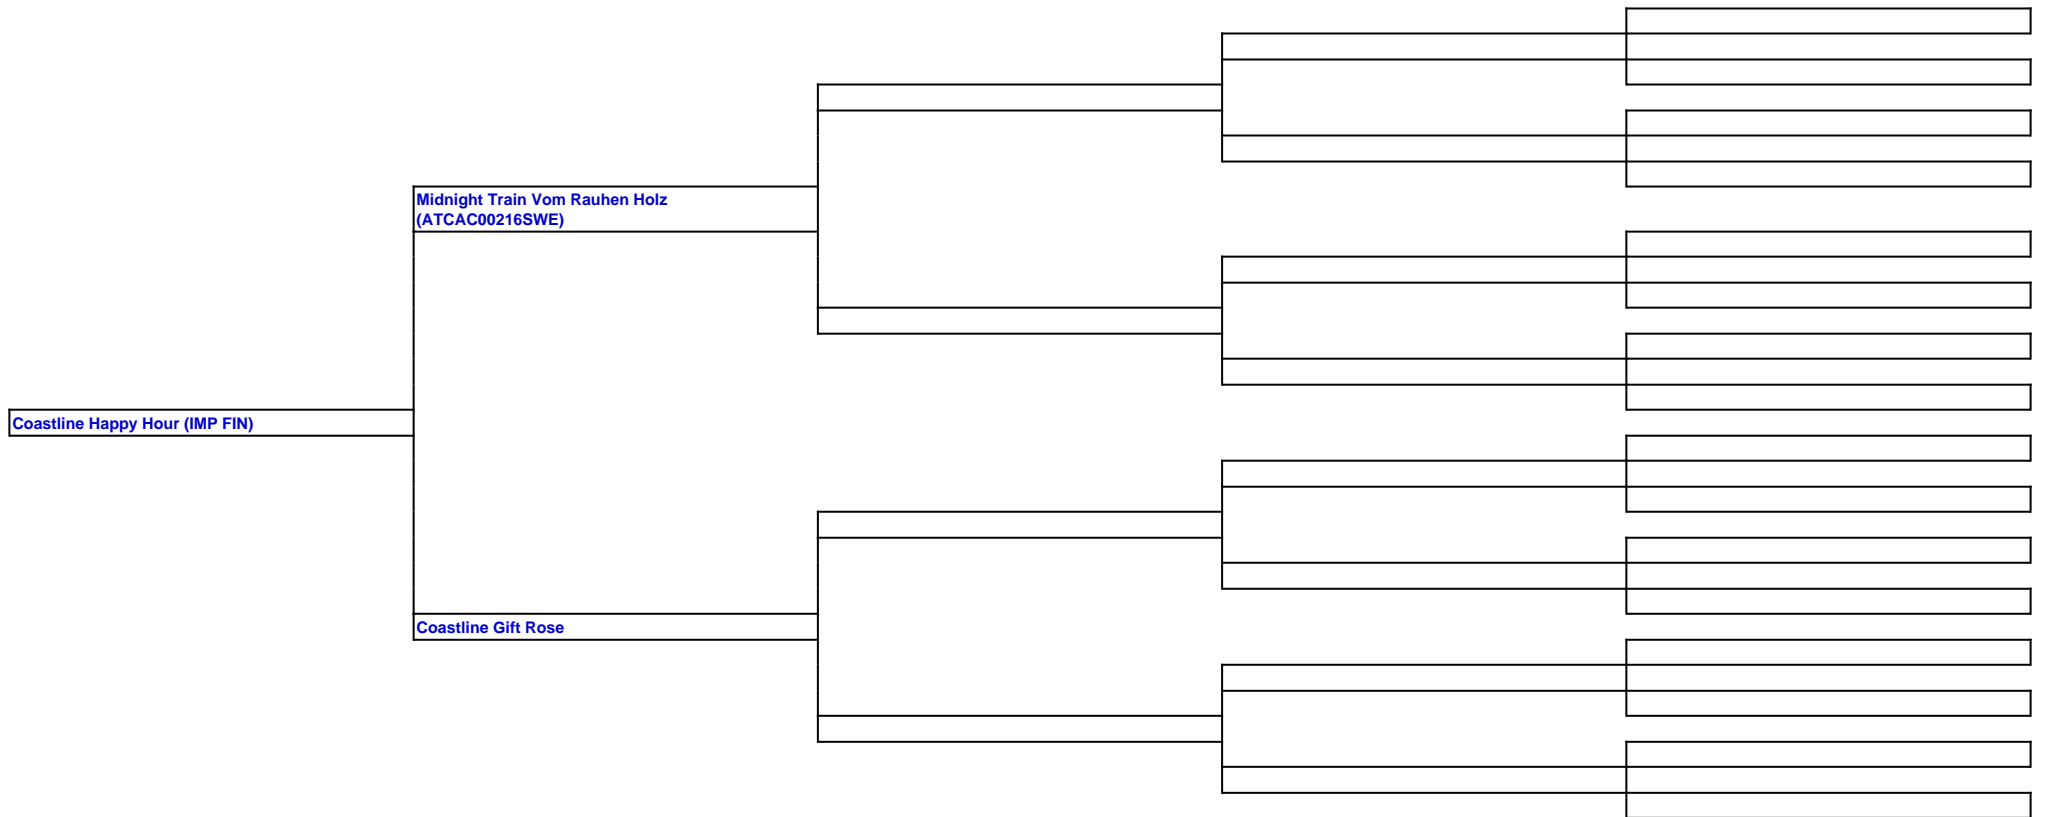 Midnight Train Vom Rauhen Holz
(ATCAC00216SWE)
Coastline Happy Hour (IMP FIN)
Coastline Gift Rose